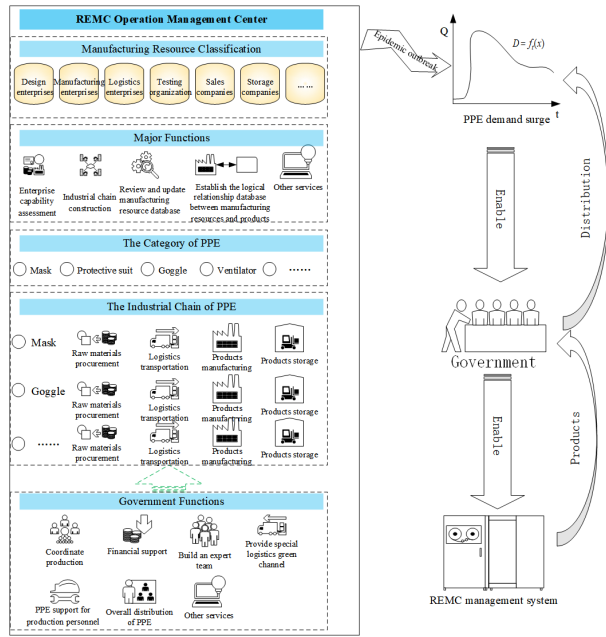 REMC Operation Management Center
Manufacturing Resource Classification
Design
enterprises
Manufacturing
enterprises
Logistics
enterprises
Testing
organization
Sales
companies
Storage
companies
... ...
Major Functions
Enterprise
capability
assessment
Industrial chain
construction
Review and update
manufacturing
resource database
Establish the logical
relationship database
between manufacturing
resources and products
Other services
The Category of PPE
Mask
Protective suit
Goggle
Ventilator
......
The Industrial Chain of PPE
Mask
Raw materials
procurement
Logistics
transportation
Products
manufacturing
Products storage
Goggle
Raw materials
procurement
Logistics
transportation
Products
manufacturing
Products storage
......
Raw materials
procurement
Logistics
transportation
Products
manufacturing
Products storage
Government Functions
Coordinate
production
Financial support
Build an expert
team
Provide special
logistics green
channel
PPE support for
production personnel
Overall distribution
of PPE
Other services
Epidemic outbreak
Q
D = f_i(x)
t
PPE demand surge
Enable
Distribution
Government
Enable
Products
REMC management system